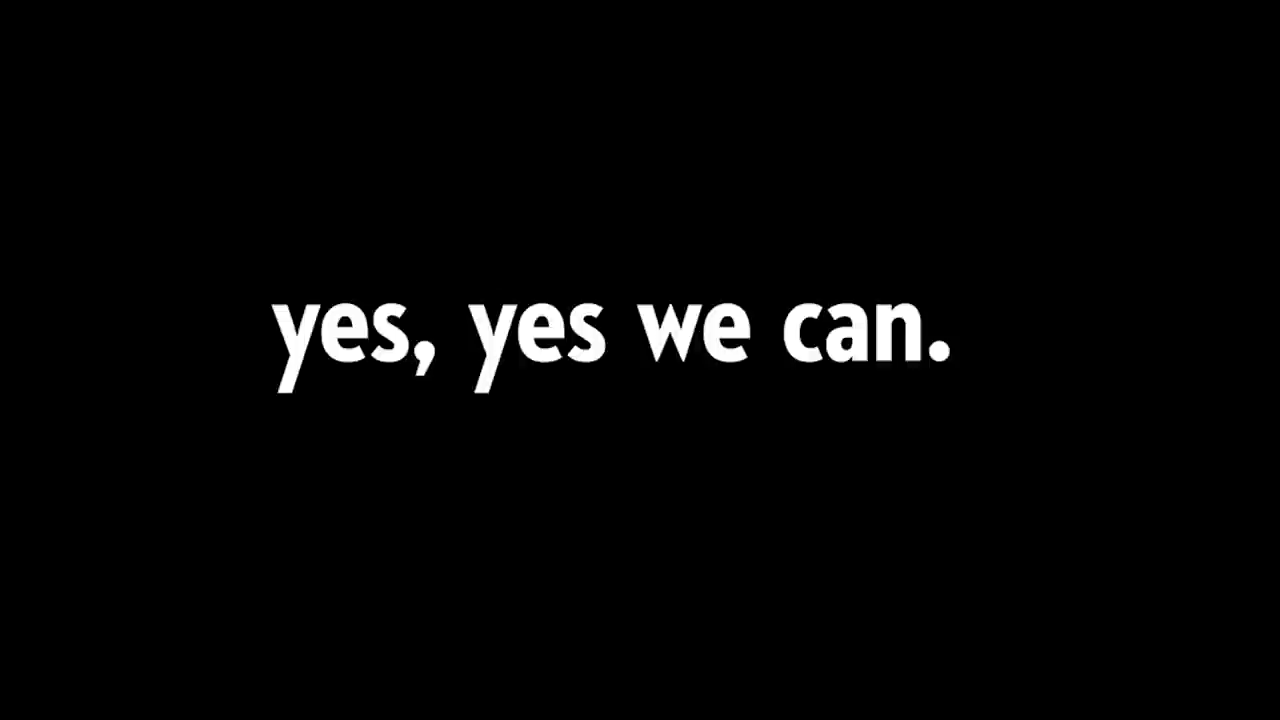 yes, yes we can.